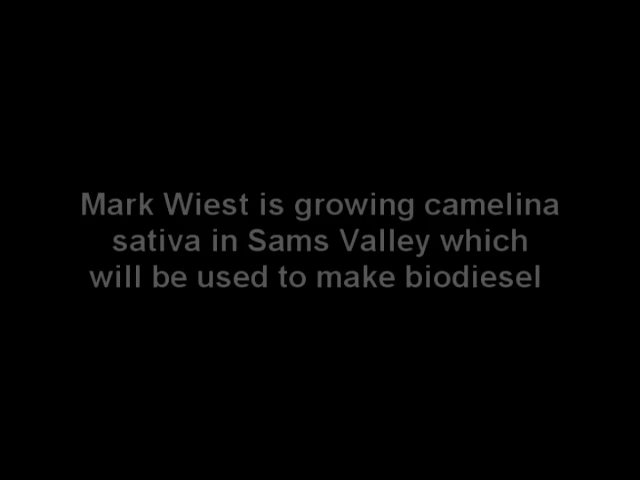 Mark Wiest is growing camelina
sativa in Sams Valley which
will be used to make biodiesel